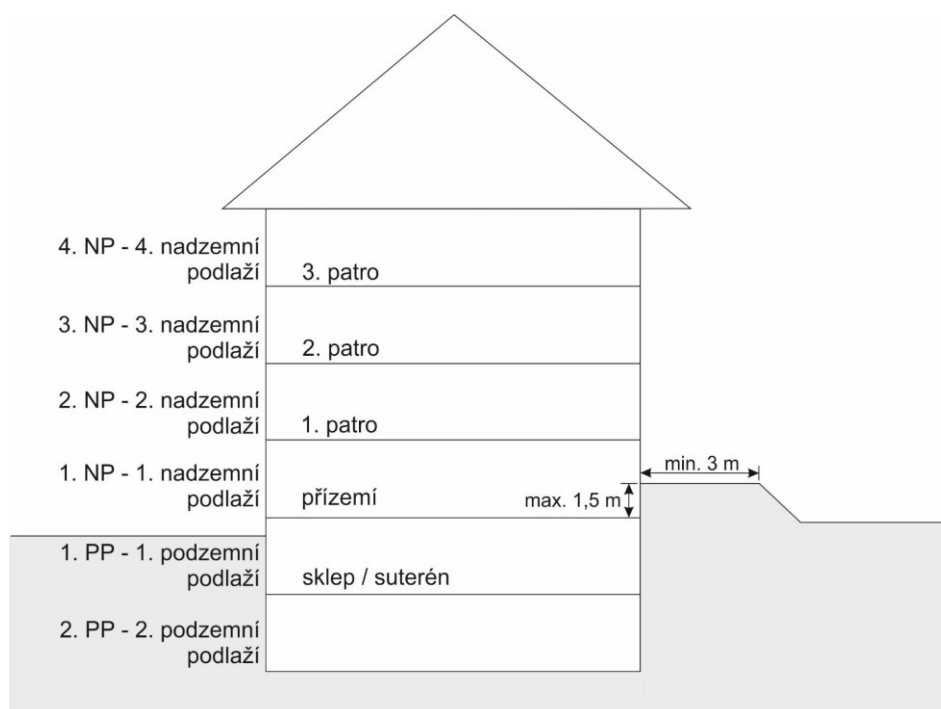 4. NP - 4. nadzemní
podlaží
3. patro
3. NP - 3. nadzemní
podlaží
2. patro
2. NP - 2. nadzemní
podlaží
1. patro
1. NP - 1. nadzemní
podlaží
přízemí
min. 3 m
max. 1,5 m
1. PP - 1. podzemní
podlaží
sklep / suterén
2. PP - 2. podzemní
podlaží